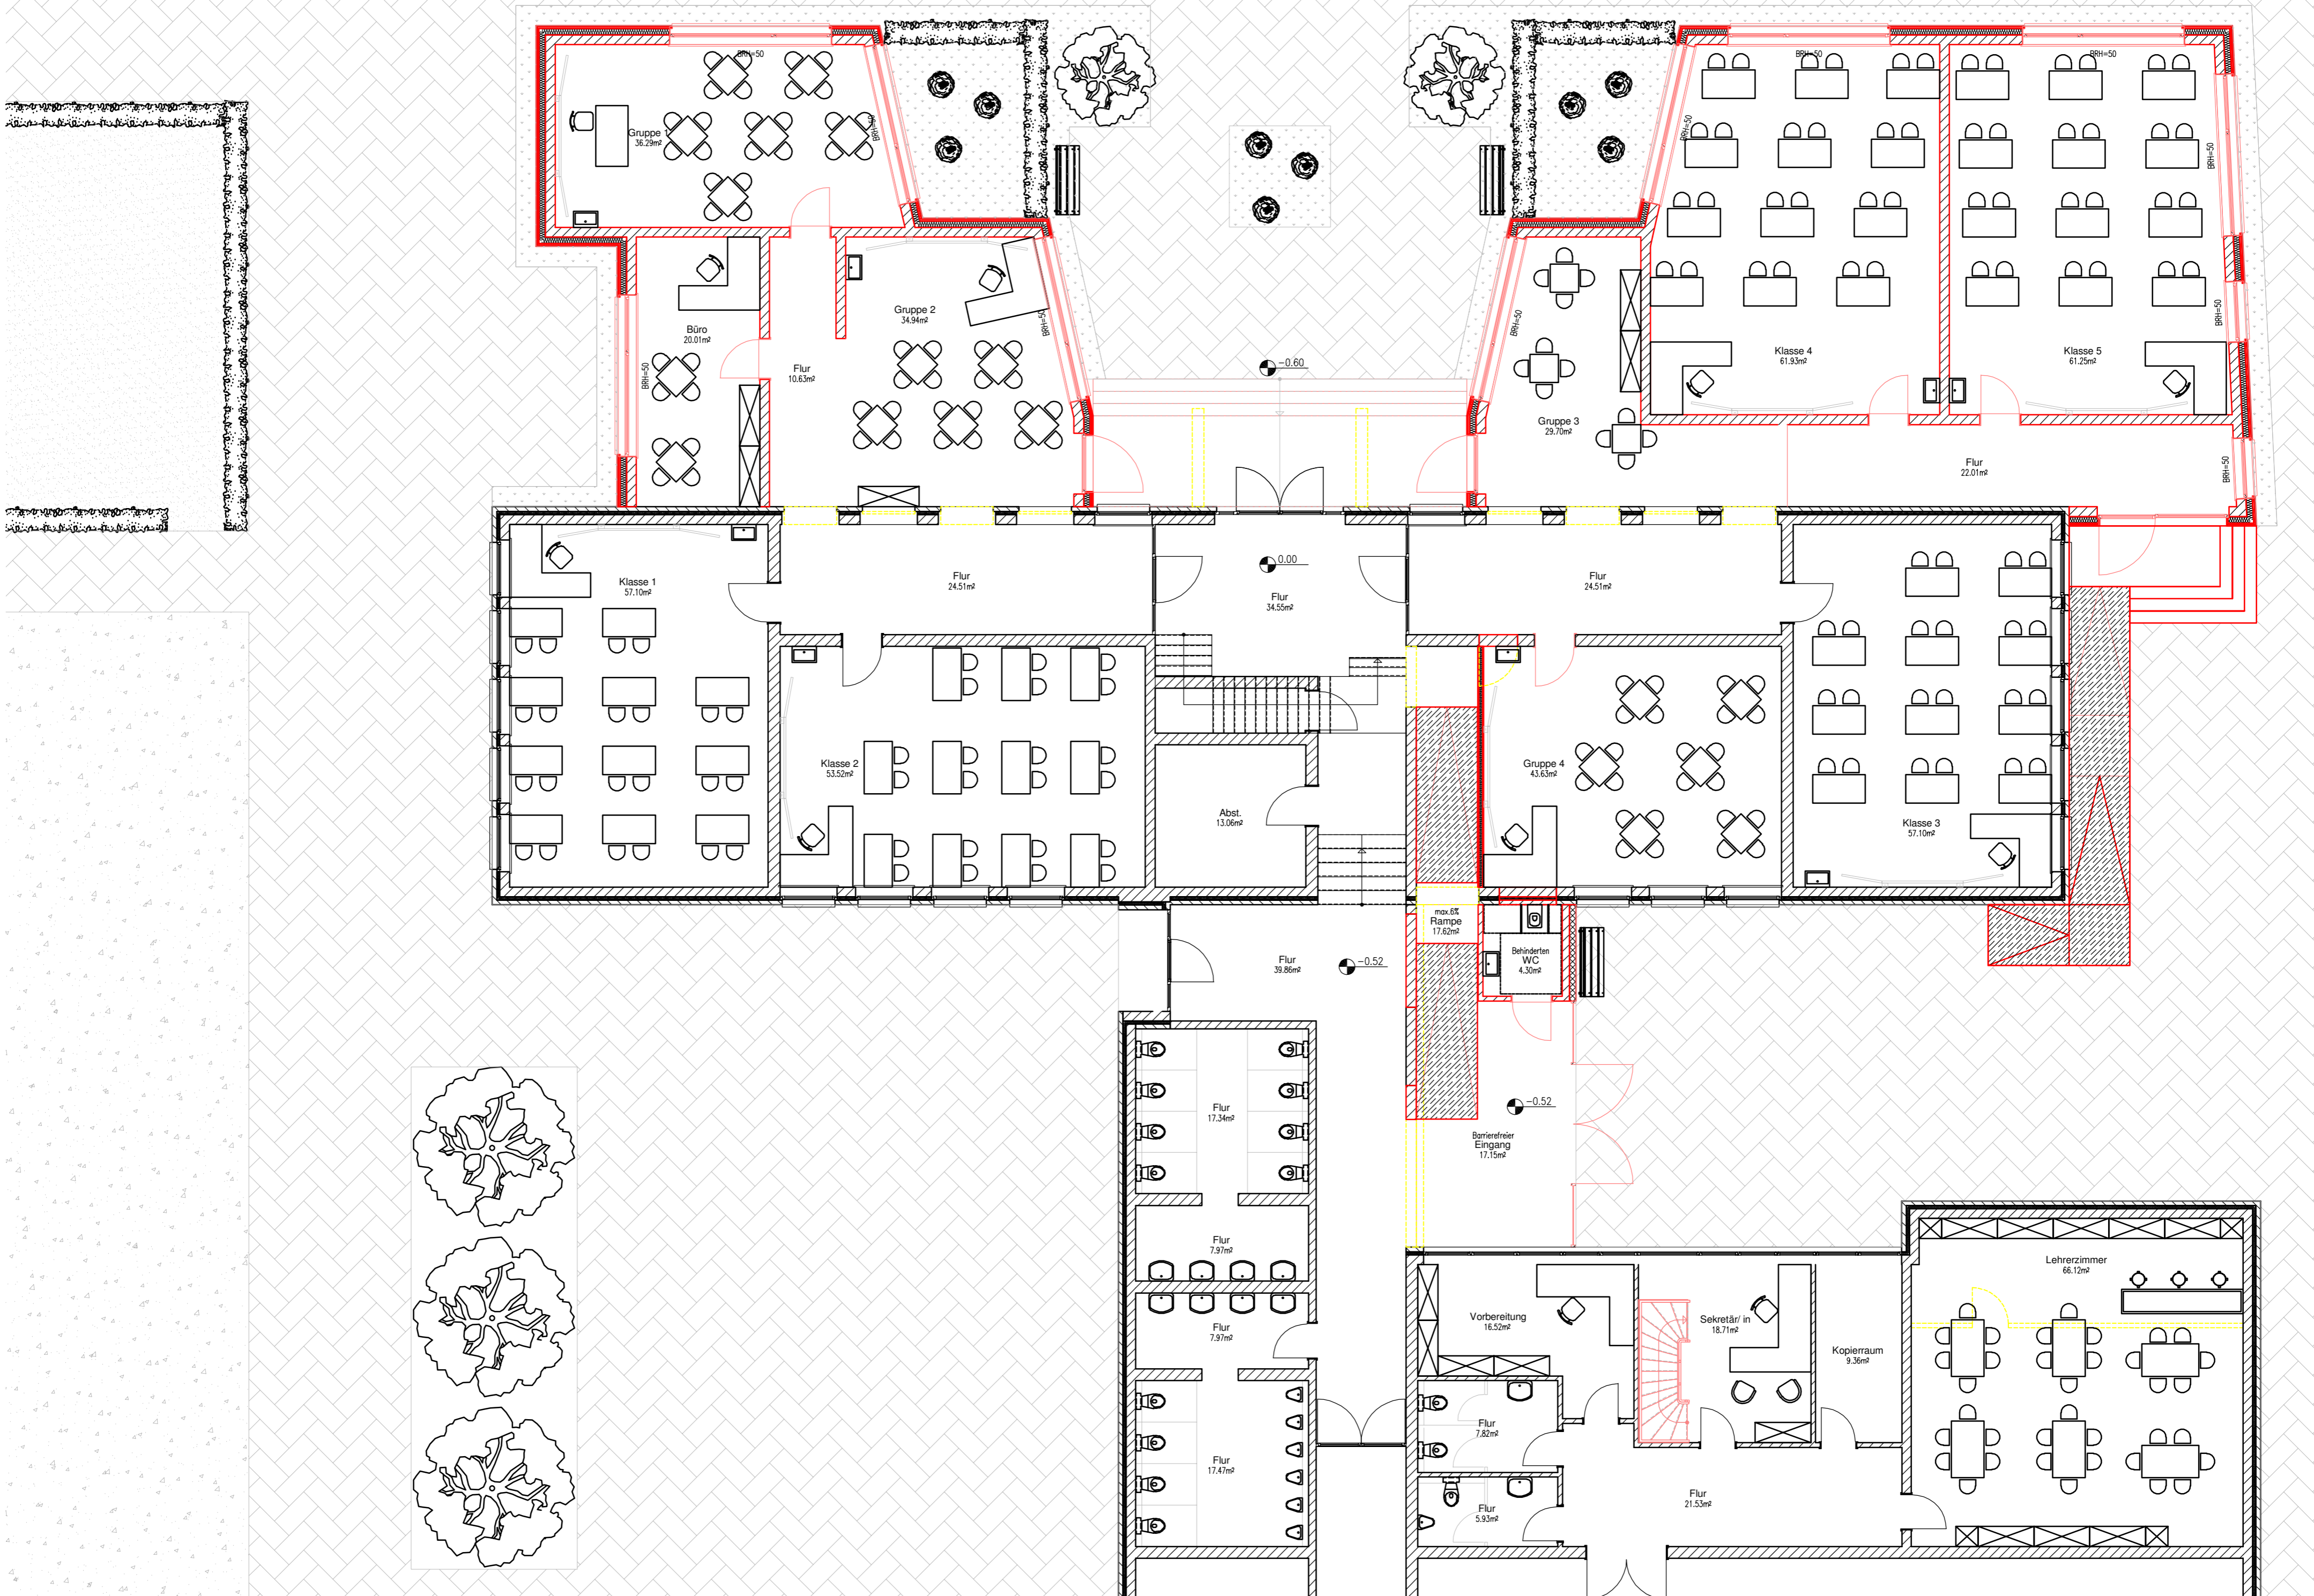 BRH=50
BRH=50
BRH=50
Gruppe 1
36.29m²
BRH=50
BRH=50
BRH=50
Büro
20.01m²
BRH=50
Flur
10.63m²
Gruppe 2
34.94m²
BRH=50
-0.60
BRH=50
Gruppe 3
29.70m²
Klasse 4
61.93m²
Klasse 5
61.25m²
BRH=50
Flur
22.01m²
BRH=50
Klasse 1
57.10m²
Flur
24.51m²
0.00
Flur
34.55m²
Flur
24.51m²
Klasse 2
53.52m²
Abst.
13.06m²
Gruppe 4
43.63m²
Klasse 3
57.10m²
max.6%
Rampe
17.62m²
Behinderten
WC
4.30m²
Flur
39.86m²
-0.52
-0.52
Flur
17.34m²
Barrierefreier
Eingang
17.15m²
Flur
7.97m²
Flur
7.97m²
Vorbereitung
16.52m²
Sekretär/ in
18.71m²
Kopierraum
9.36m²
Lehrerzimmer
66.12m²
Flur
7.82m²
Flur
17.47m²
Flur
5.93m²
Flur
21.53m²